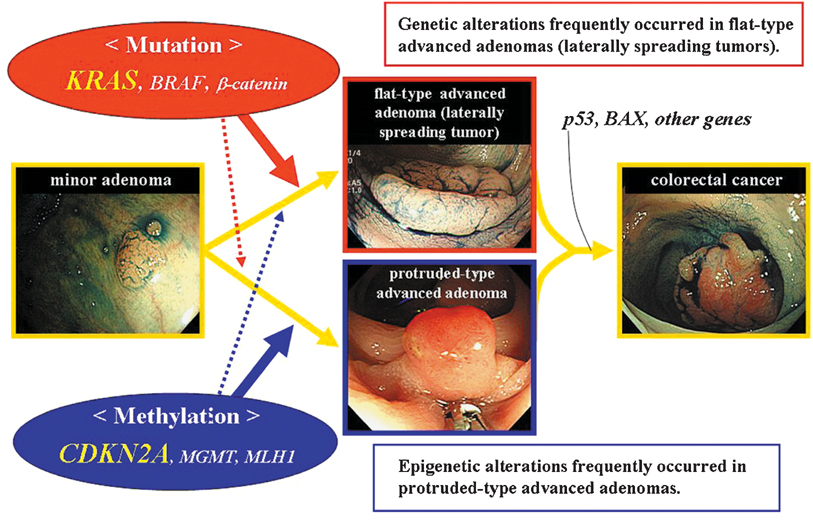 < Mutation >
KRAS, BRAF, β-catenin
Genetic alterations frequently occurred in flat-type
advanced adenomas (laterally spreading tumors).
flat-type advanced
adenoma (laterally
spreading tumor)
p53, BAX, other genes
minor adenoma
colorectal cancer
protruded-type
advanced adenoma
< Methylation >
CDKN2A, MGMT, MLH1
Epigenetic alterations frequently occurred in
protruded-type advanced adenomas.